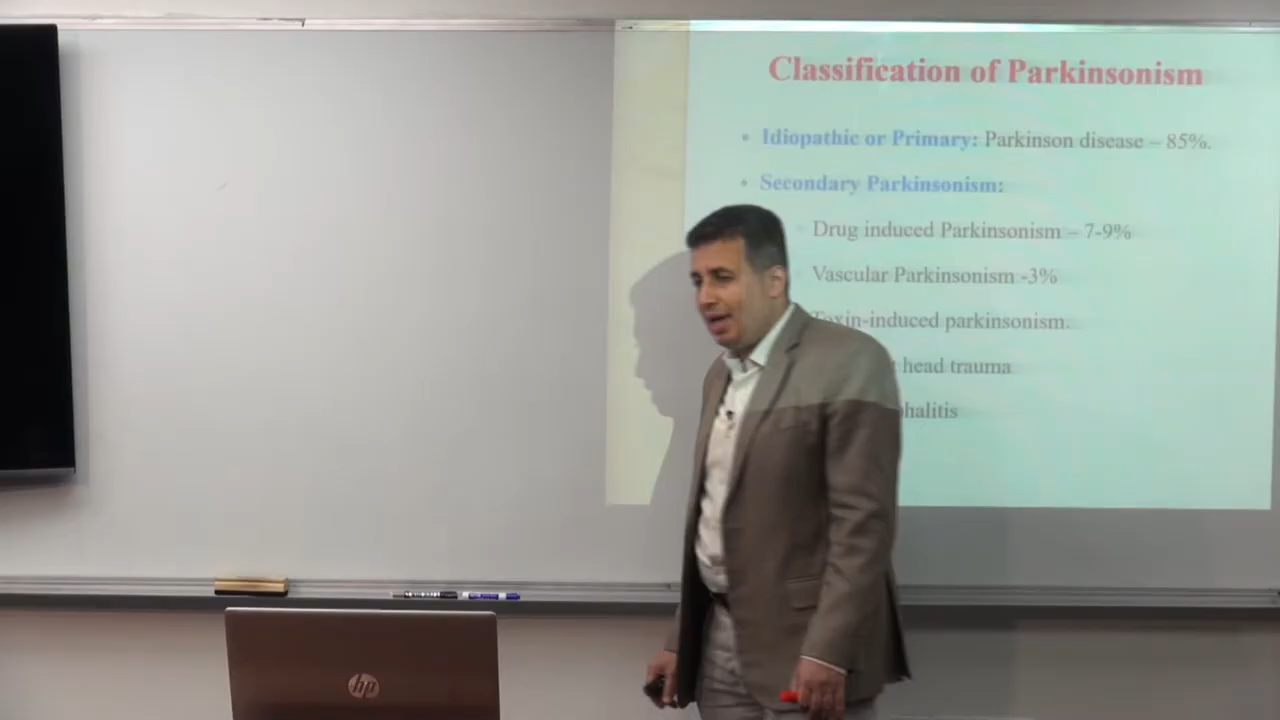 Classification of Parkinsonism
• Idiopathic or Primary: Parkinson disease – 85%.
• Secondary Parkinsonism:
Drug induced Parkinsonism – 7-9%
Vascular Parkinsonism -3%
Toxin-induced parkinsonism.
head trauma
hp